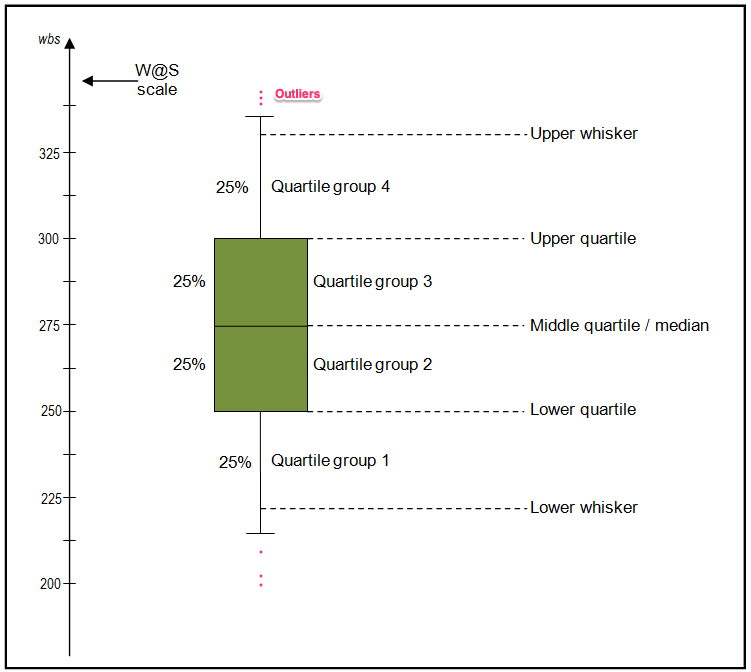 wbs
W@S
scale
Outliers
Upper whisker
325
25% Quartile group 4
300
Upper quartile
25% Quartile group 3
275
Middle quartile / median
25% Quartile group 2
250
Lower quartile
25% Quartile group 1
225
Lower whisker
200